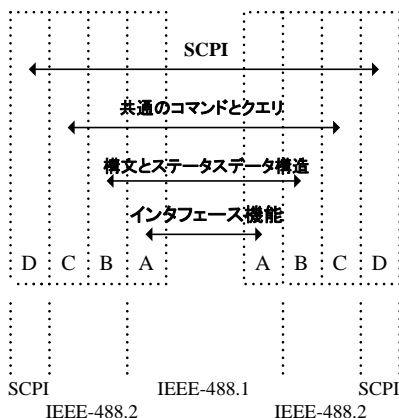 SCPI
共通のコマンドとクエリ
構文とステータスデータ構造
インタフェース機能
D C B A A B C D
SCPI IEEE-488.1 SCPI
IEEE-488.2 IEEE-488.2